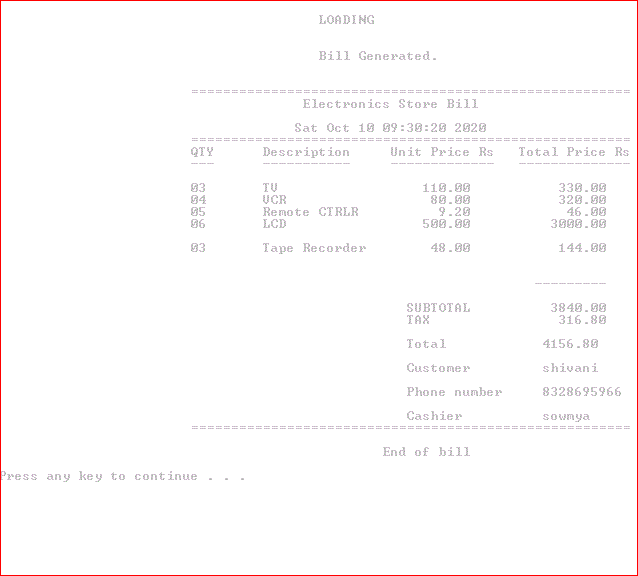 LOADING
Bill Generated.
=======================================================
Electronics Store Bill
Sat Oct 10 09:30:20 2020
=======================================================
QTY Description Unit Price Rs Total Price Rs
--- ----------- ------------- --------------
03 TV 110.00 330.00
04 VCR 80.00 320.00
05 Remote CTRLR 9.20 46.00
06 LCD 500.00 3000.00
03 Tape Recorder 48.00 144.00
---------
SUBTOTAL 3840.00
TAX 316.80
Total 4156.80
Customer shivani
Phone number 8328695966
Cashier sowmya
=======================================================
End of bill
Press any key to continue . . .